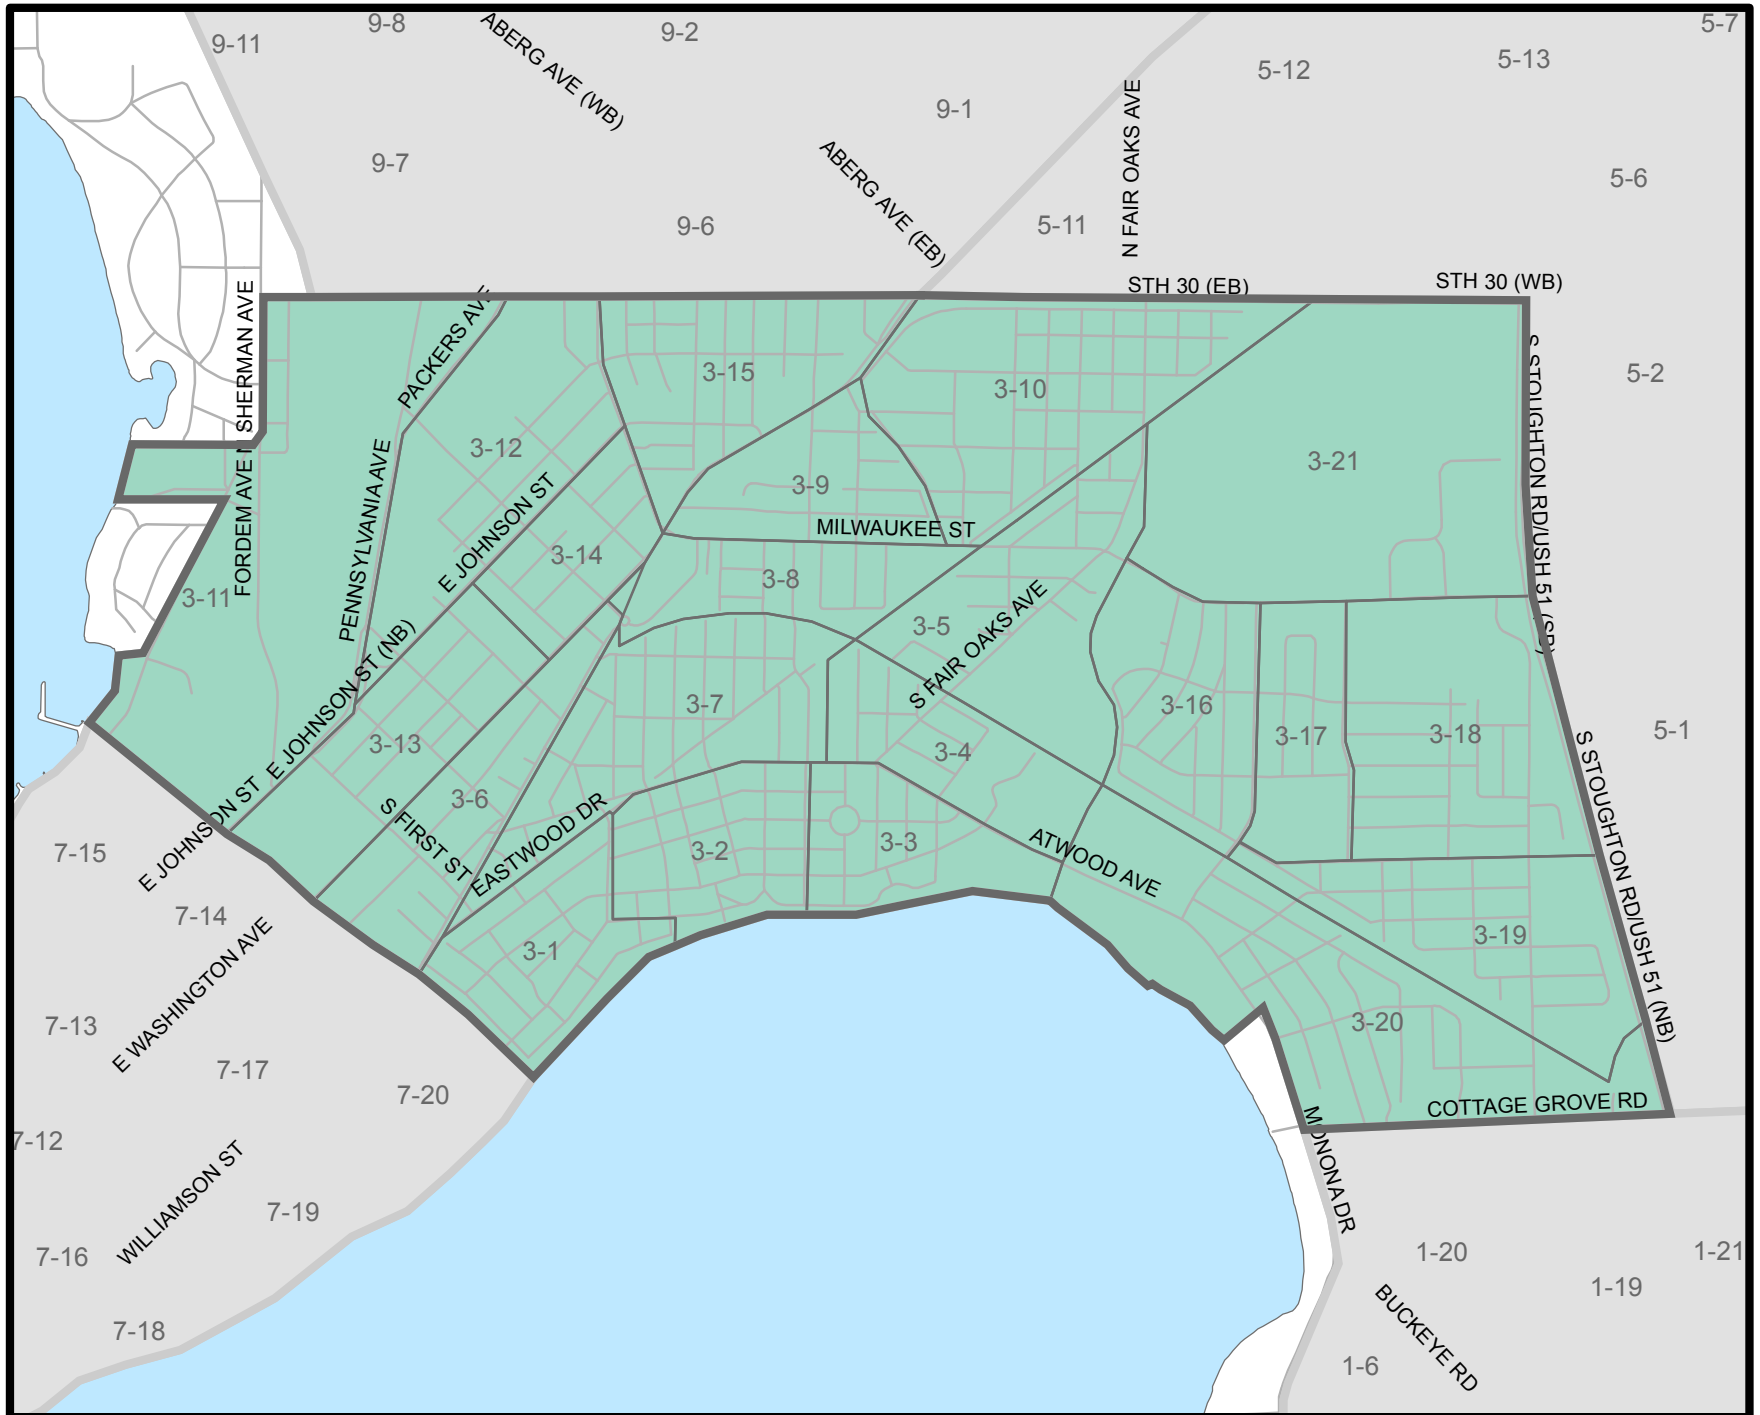 9-8
9-2
5-7
9-11
ABERG AVE (WB)
5-12
5-13
9-1
N FAIR OAKS AVE
9-7
ABERG AVE (EB)
5-6
9-6
5-11
STH 30 (EB)
STH 30 (WB)
N SHERMAN AVE
PACKERS AVE
3-15
3-10
5-2
S STOUGHTON RD/USH 51 (SB)
3-12
3-21
3-9
FORDEM AVE
PENNSYLVANIA AVE
E JOHNSON ST
MILWAUKEE ST
3-14
3-8
3-11
3-5
S FAIR OAKS AVE
E JOHNSON ST (NB)
3-7
3-16
3-17
3-18
5-1
3-13
3-4
S STOUGHTON RD/USH 51 (NB)
3-6
S FIRST ST
EASTWOOD DR
E JOHNSON ST
7-15
3-2
3-3
ATWOOD AVE
7-14
3-1
3-19
E WASHINGTON AVE
7-13
3-20
7-17
7-20
COTTAGE GROVE RD
7-12
MONONA DR
WILLIAMSON ST
7-19
7-16
1-20
1-21
1-19
7-18
BUCKEYE RD
1-6